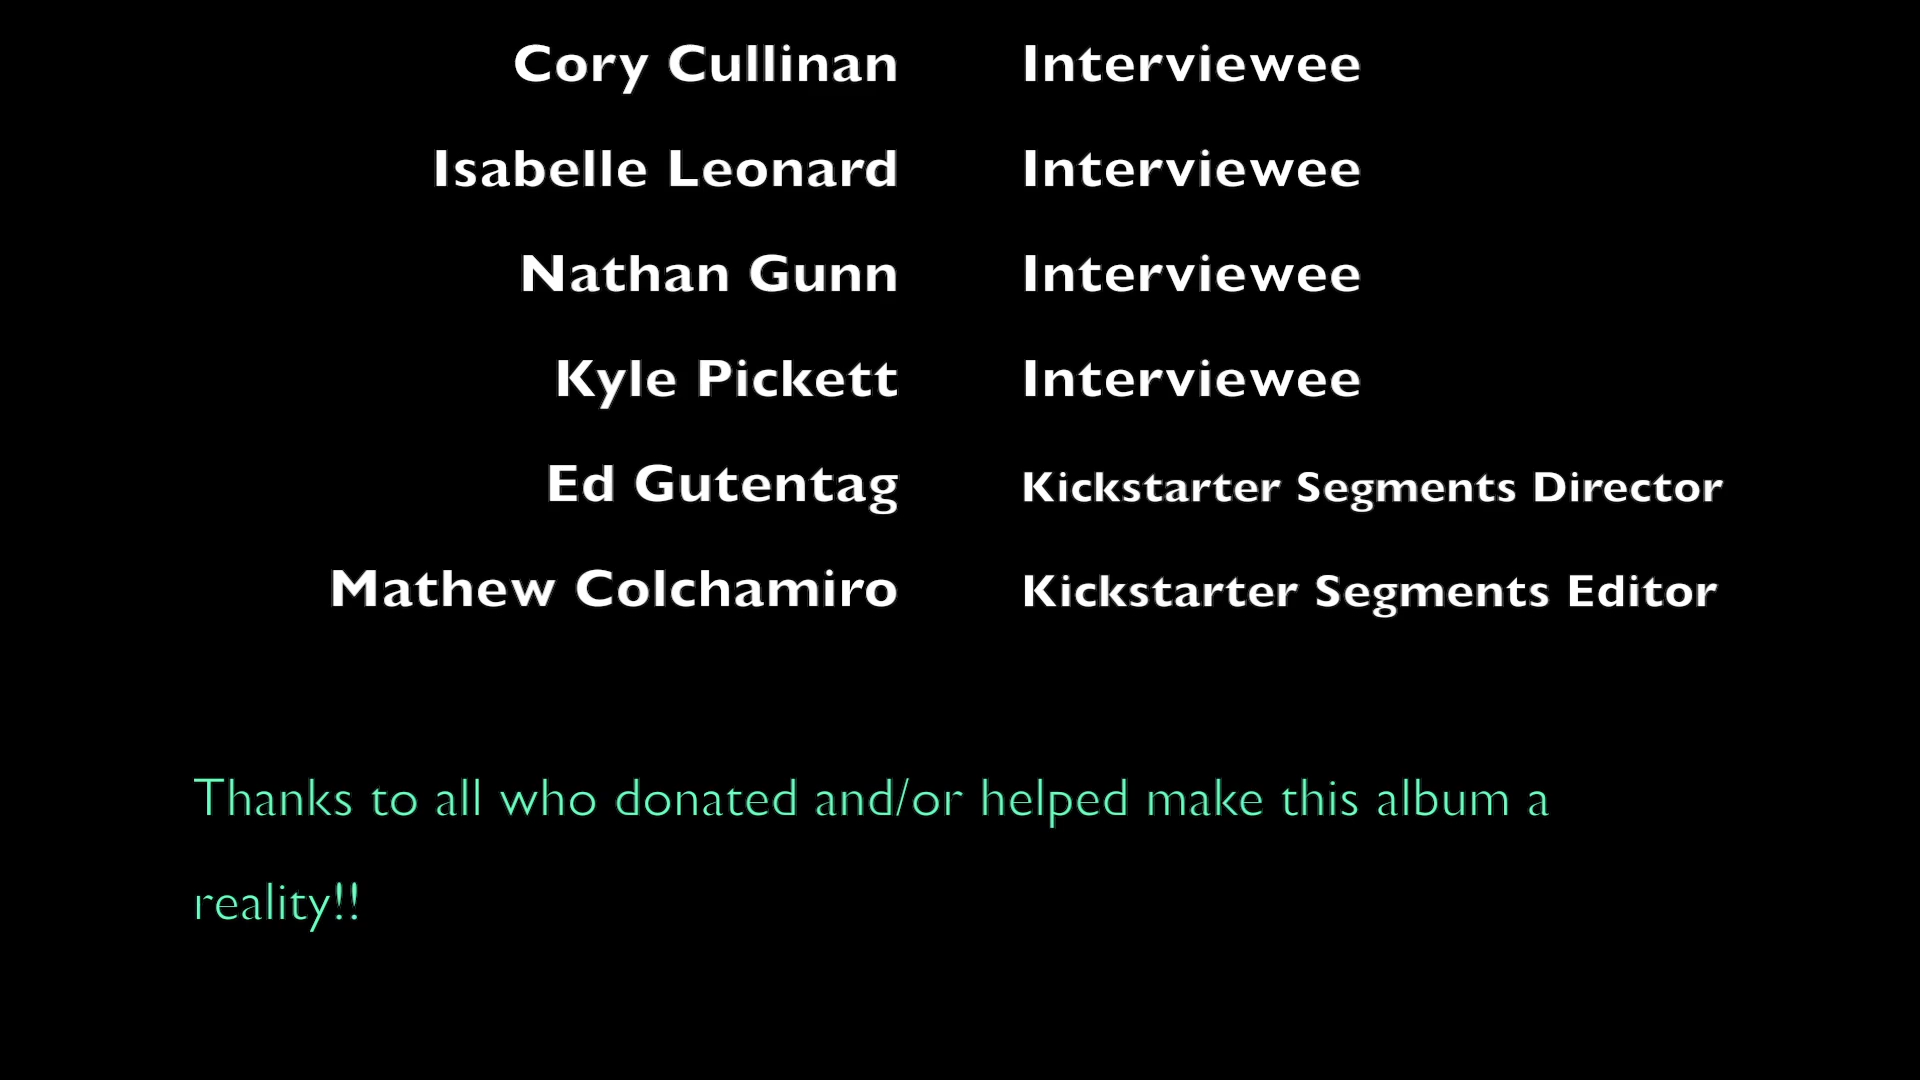 Cory Cullinan Interviewee
Isabelle Leonard Interviewee
Nathan Gunn Interviewee
Kyle Pickett Interviewee
Ed Gutentag Kickstarter Segments Director
Mathew Colchamiro Kickstarter Segments Editor
Thanks to all who donated and/or helped make this album a
reality!!